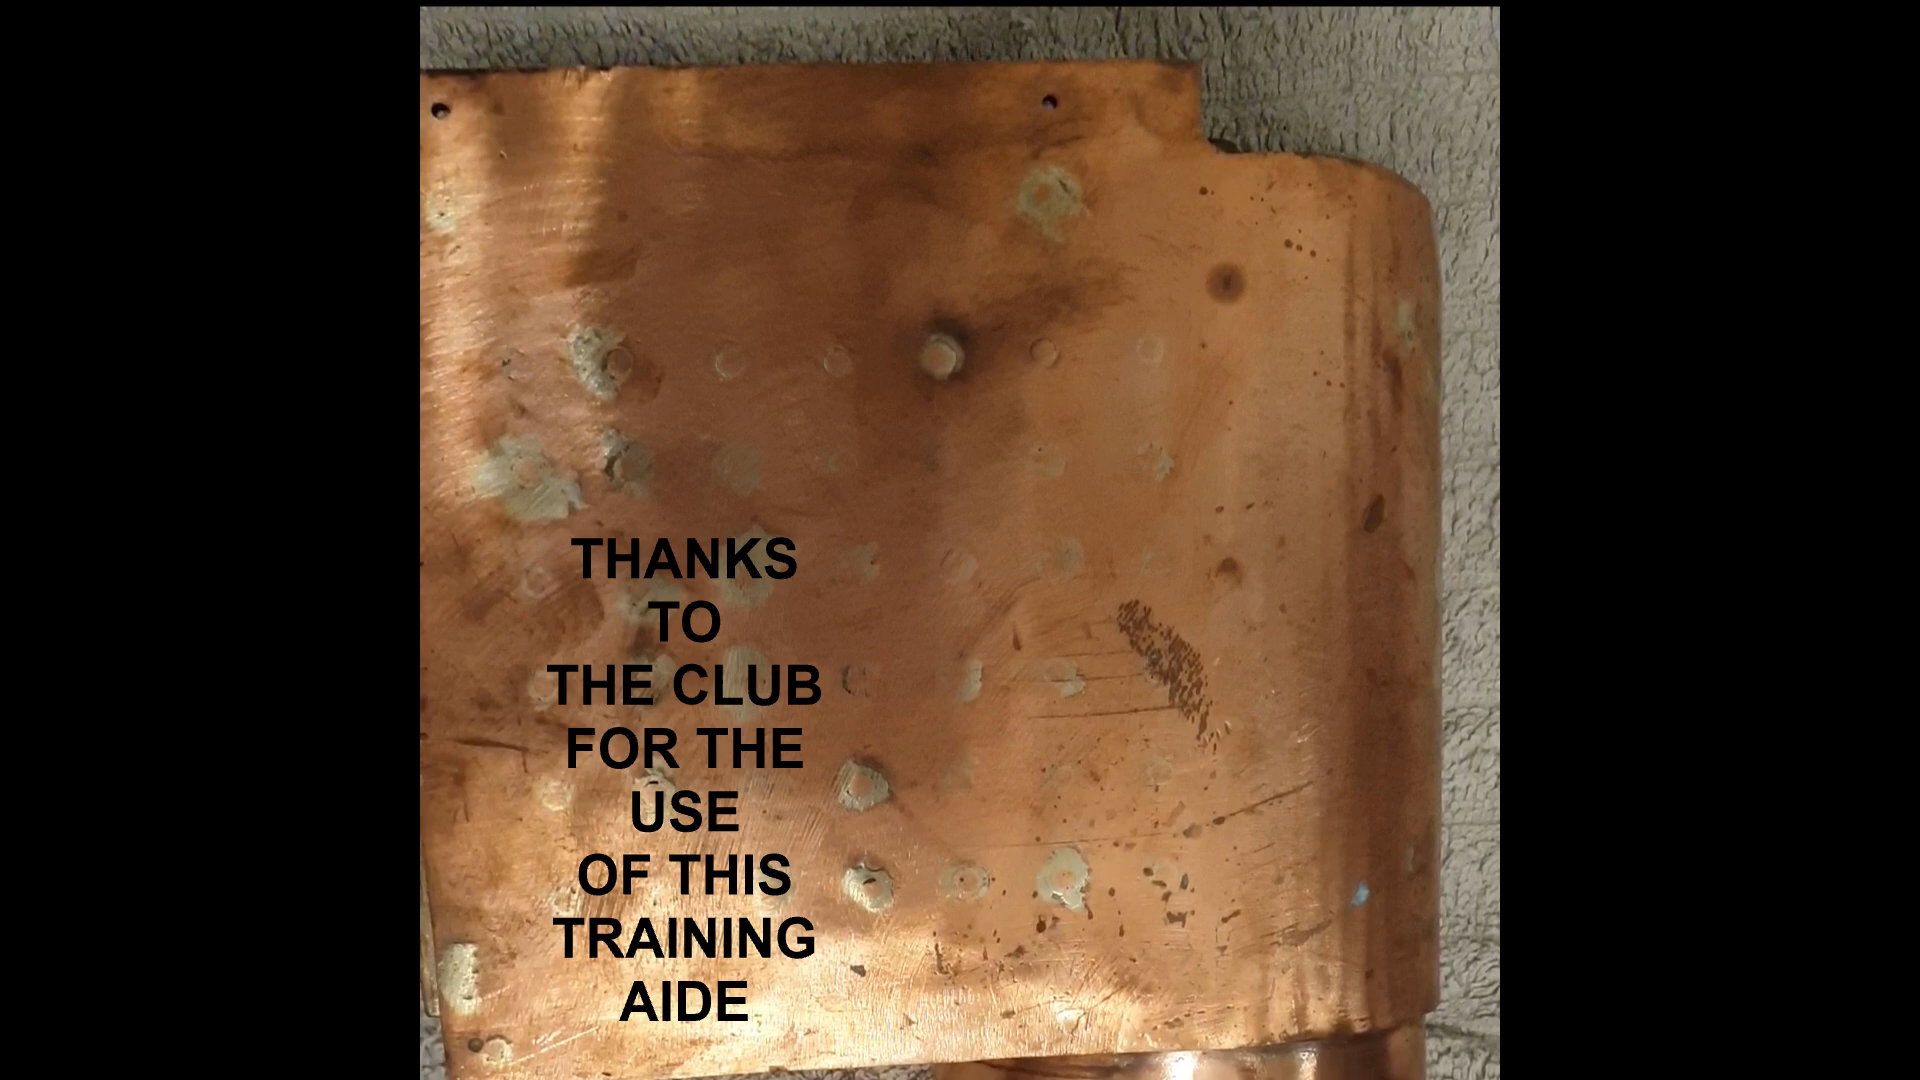 THANKS
TO
THE CLUB
FOR THE
USE
OF THIS
TRAINING
AIDE